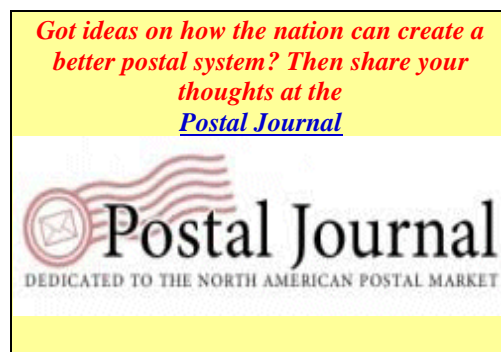 Got ideas on how the nation can create a
better postal system? Then share your
thoughts at the
Postal Journal
Postal Journal
DEDICATED TO THE NORTH AMERICAN POSTAL MARKET